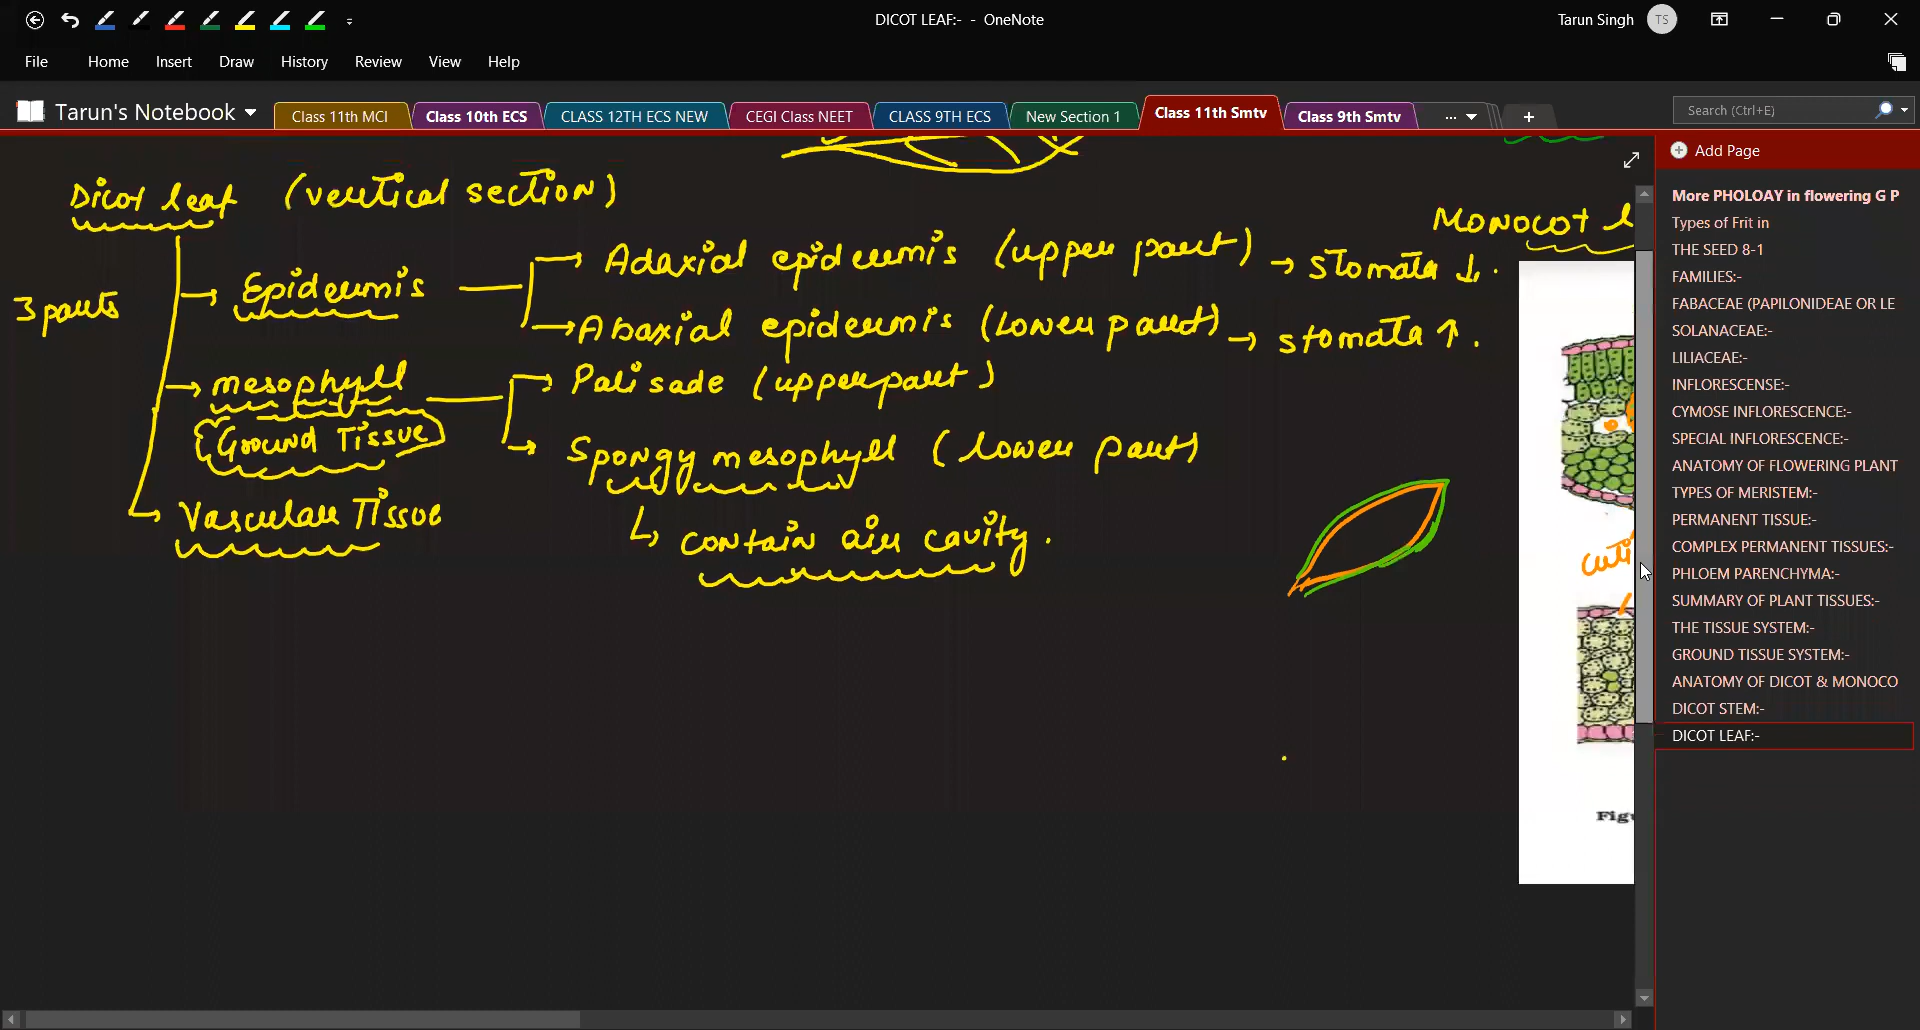 DICOT LEAF:- - OneNote
Tarun Singh
TS
File Home Insert Draw History Review View Help
Tarun's Notebook
Class 11th MCI
Class 10th ECS
CLASS 12TH ECS NEW
CEGI Class NEET
CLASS 9TH ECS
New Section 1
Class 11th Smtv
Class 9th Smtv
...
+
Search (Ctrl+E)
Dicot leaf (vertical section)
3 parts
→ Epidermis
→ Adaxial epidermis (upper part) → stomata ↓.
→ Abaxial epidermis (Lower part) → stomata ↑.
→ mesophyll
(Ground Tissue)
→ Palisade (upper part)
→ Spongy mesophyll (lower part)
↳ contain air cavity.
→ Vascular Tissue
Monocot l
Cuti
Figu
Add Page
More PHOLOAY in flowering G P
Types of Frit in
THE SEED 8-1
FAMILIES:-
FABACEAE (PAPILONIDEAE OR LE
SOLANACEAE:-
LILIACEAE:-
INFLORESCENSE:-
CYMOSE INFLORESCENCE:-
SPECIAL INFLORESCENCE:-
ANATOMY OF FLOWERING PLANT
TYPES OF MERISTEM:-
PERMANENT TISSUE:-
COMPLEX PERMANENT TISSUES:-
PHLOEM PARENCHYMA:-
SUMMARY OF PLANT TISSUES:-
THE TISSUE SYSTEM:-
GROUND TISSUE SYSTEM:-
ANATOMY OF DICOT & MONOCO
DICOT STEM:-
DICOT LEAF:-